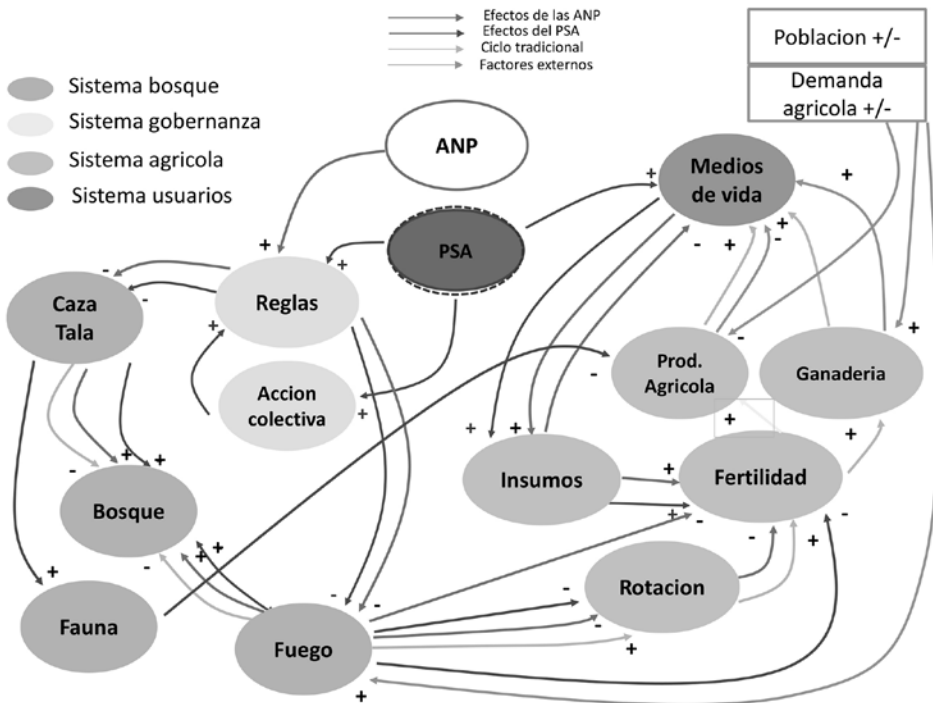 Efectos de las ANP
Efectos del PSA
Ciclo tradicional
Factores externos
Poblacion +/-
Demanda
agricola +/-
Sistema bosque
Sistema gobernanza
Sistema agricola
Sistema usuarios
ANP
Medios
de vida
PSA
Caza
Tala
Reglas
Accion
colectiva
Prod.
Agricola
Ganaderia
Insumos
Fertilidad
Bosque
Rotacion
Fauna
Fuego